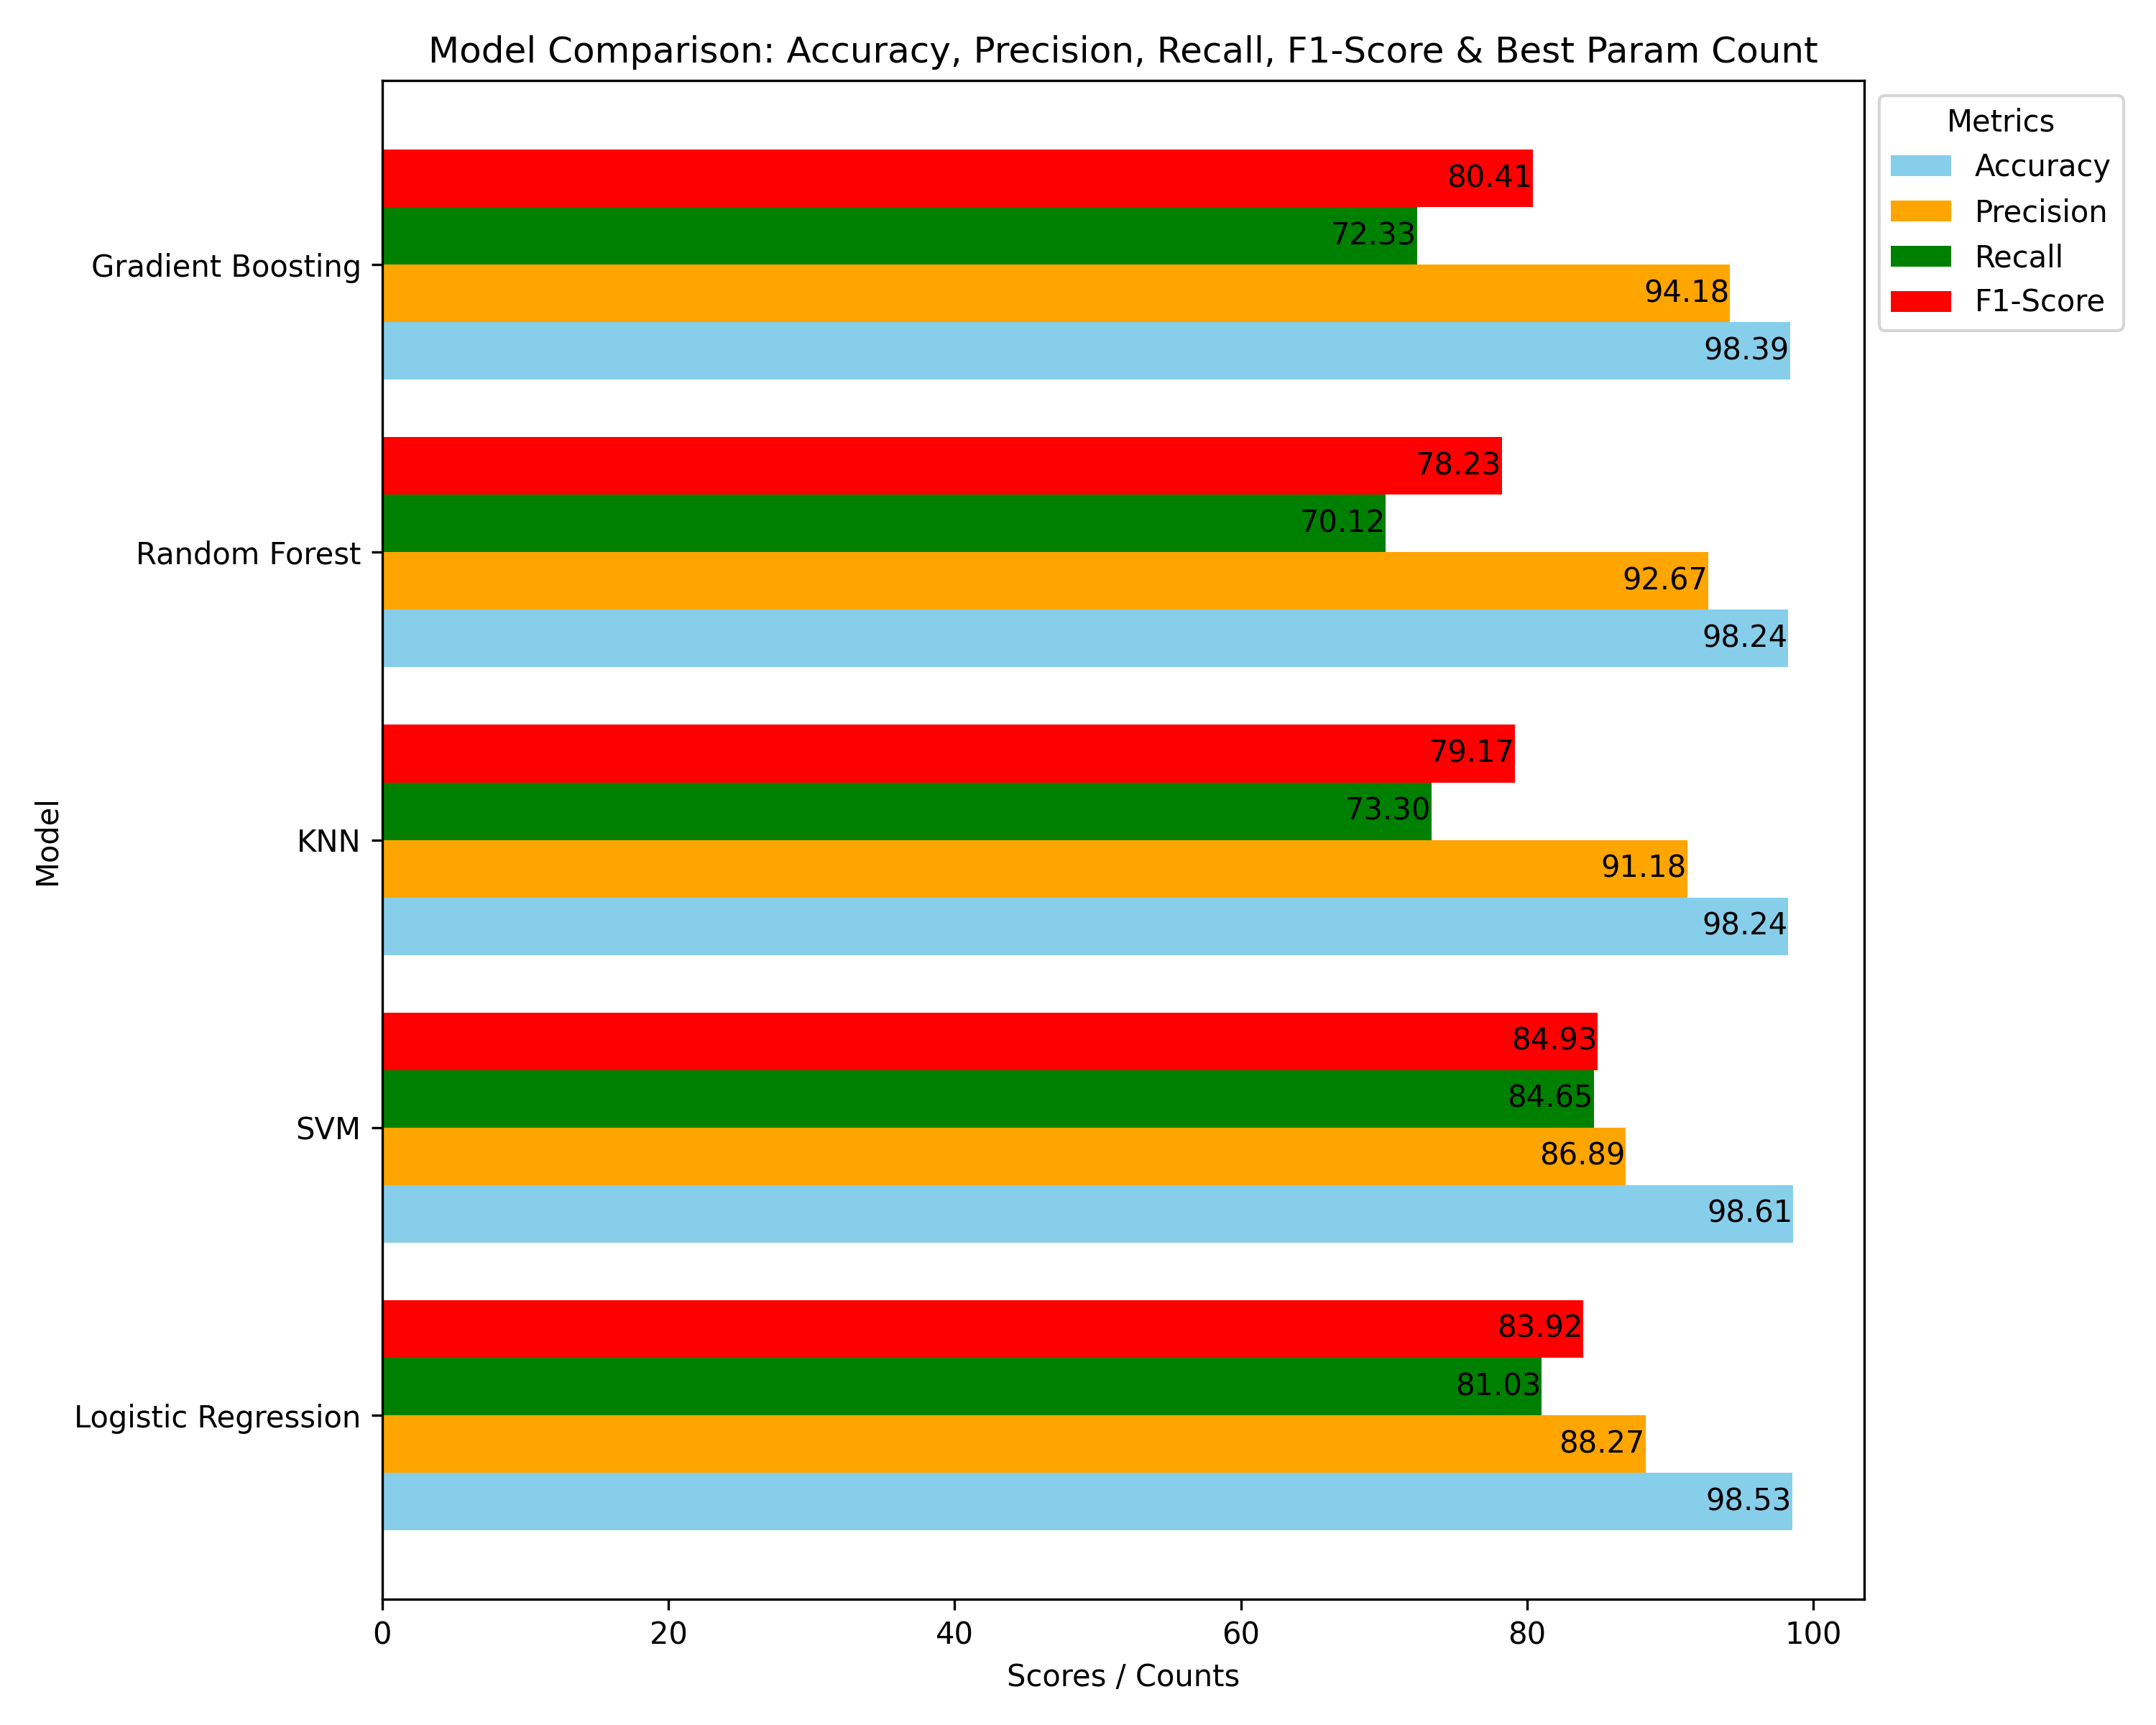 Model Comparison: Accuracy, Precision, Recall, F1-Score & Best Param Count
Metrics
Accuracy
Precision
Recall
F1-Score
Model
Gradient Boosting
80.41
72.33
94.18
98.39
Random Forest
78.23
70.12
92.67
98.24
KNN
79.17
73.30
91.18
98.24
SVM
84.93
84.65
86.89
98.61
Logistic Regression
83.92
81.03
88.27
98.53
0 20 40 60 80 100
Scores / Counts